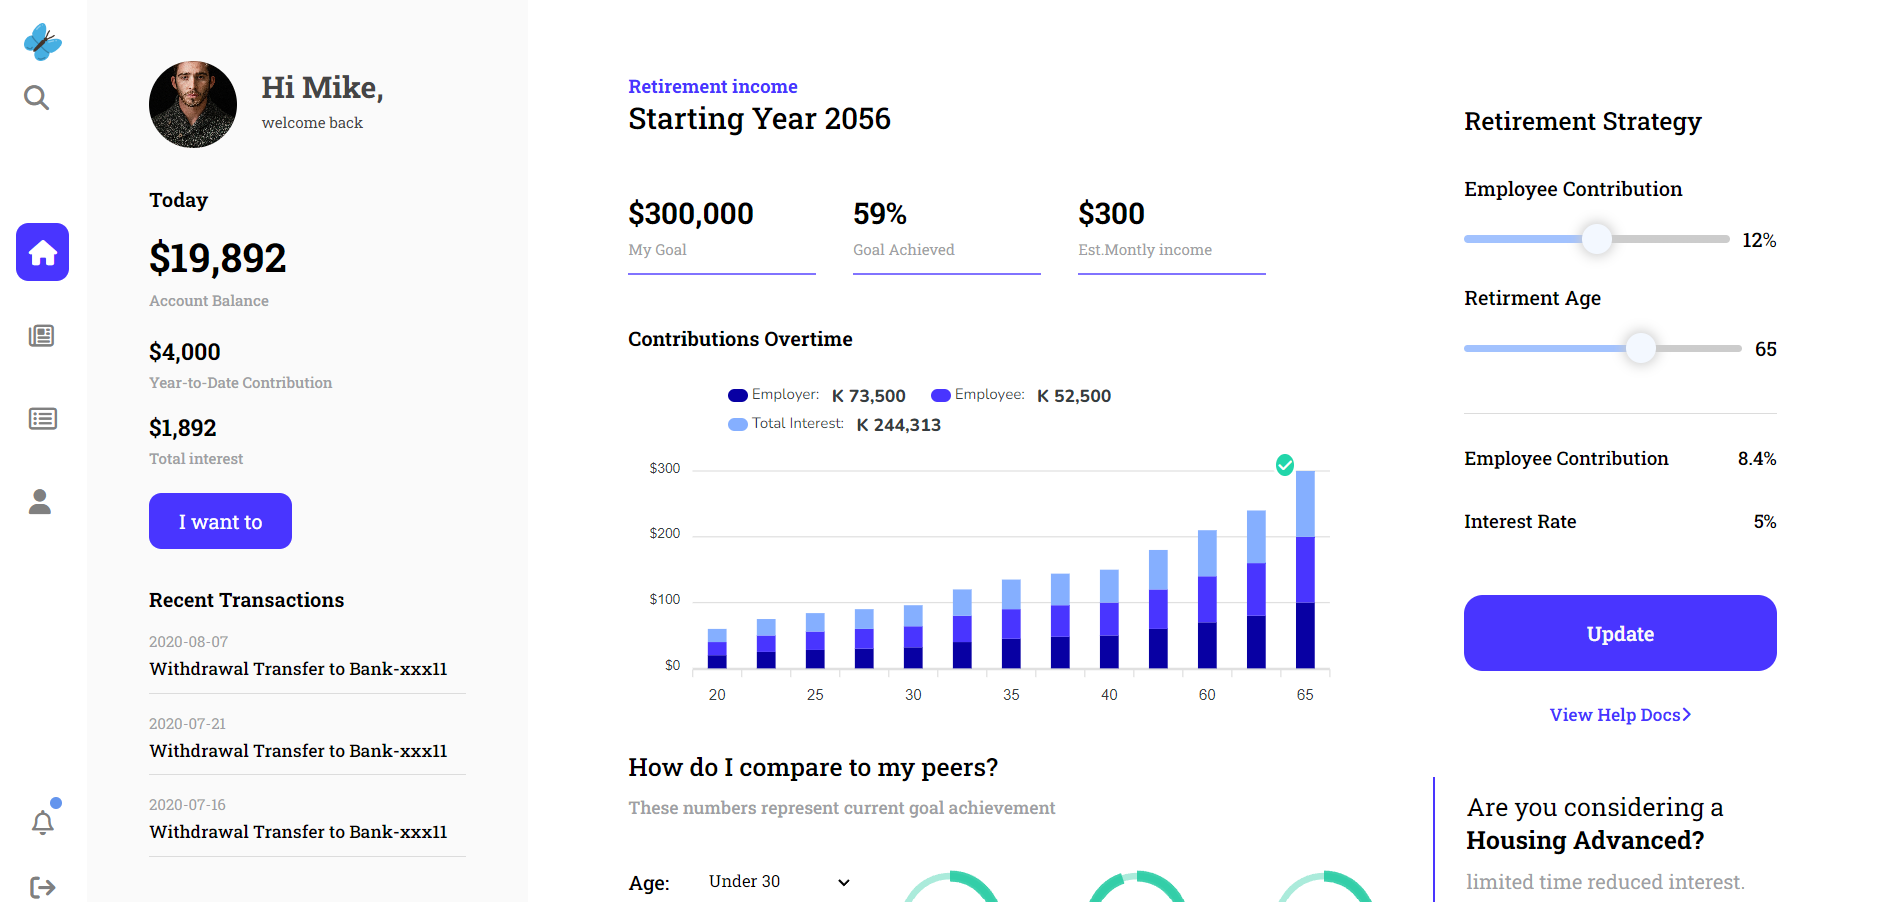 Hi Mike,
welcome back
Today
$19,892
Account Balance
$4,000
Year-to-Date Contribution
$1,892
Total interest
I want to
Recent Transactions
2020-08-07
Withdrawal Transfer to Bank-xxx11
2020-07-21
Withdrawal Transfer to Bank-xxx11
2020-07-16
Withdrawal Transfer to Bank-xxx11
Retirement income
Starting Year 2056
$300,000
My Goal
59%
Goal Achieved
$300
Est.Montly income
Contributions Overtime
Employer: K 73,500 Employee: K 52,500
Total Interest: K 244,313
$300
$200
$100
$0
20 25 30 35 40 60 65
How do I compare to my peers?
These numbers represent current goal achievement
Age: Under 30
Retirement Strategy
Employee Contribution
12%
Retirment Age
65
Employee Contribution 8.4%
Interest Rate 5%
Update
View Help Docs
Are you considering a
Housing Advanced?
limited time reduced interest.